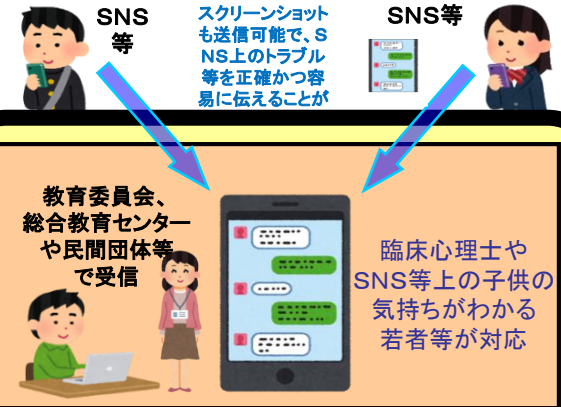 SNS
等
スクリーンショット
も送信可能で、S
NS上のトラブル
等を正確かつ容
易に伝えることが
SNS等
教育委員会、
総合教育センター
や民間団体等
で受信
臨床心理士や
SNS等上の子供の
気持ちがわかる
若者等が対応